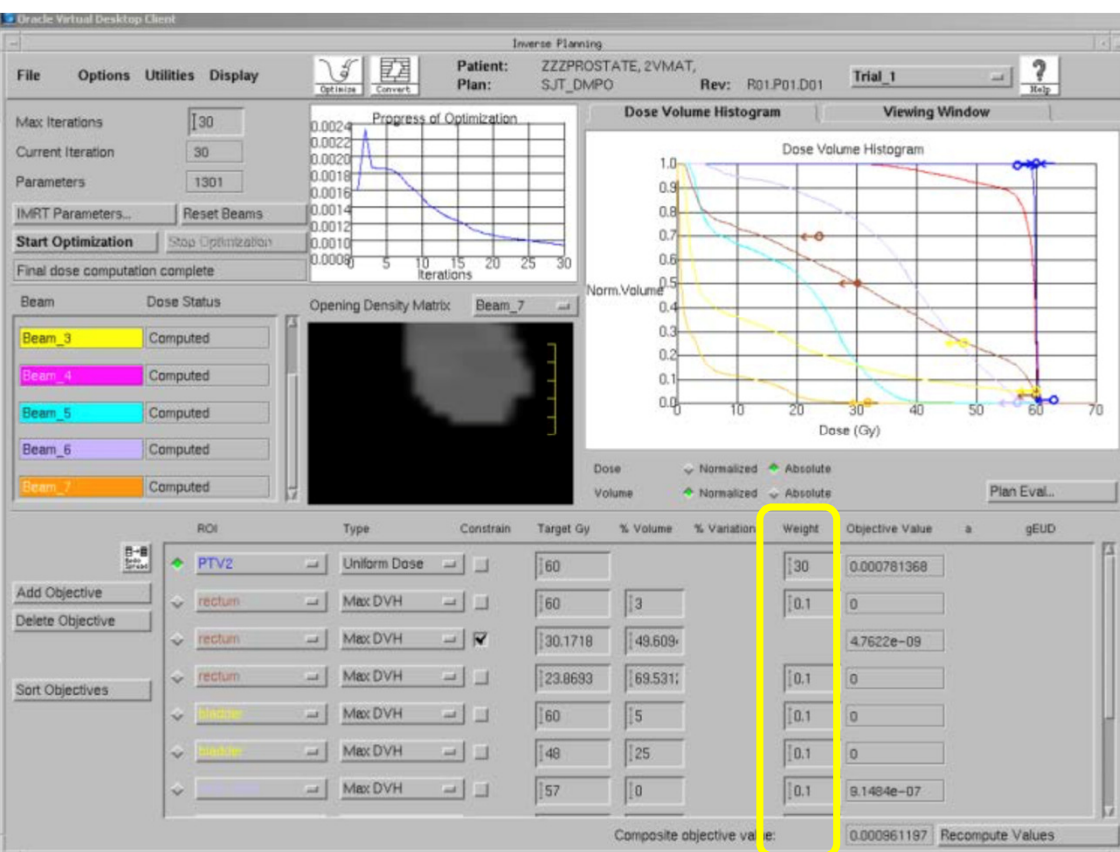 Oracle Virtual Desktop Client
Inverse Planning
File Options Utilities Display
Optimize Convert
Patient: ZZZPROSTATE, 2VMAT,
Plan: SJT_DMPO Rev: R01.P01.D01
Trial_1
? Help
Max Iterations 30
Current Iteration 30
Parameters 1301
IMRT Parameters... Reset Beams
Start Optimization Stop Optimization
Final dose computation complete
Progress of Optimization
0.0024
0.0022
0.0020
0.0018
0.0016
0.0014
0.0012
0.0010
0.0008
5 10 15 20 25 30
Iterations
Dose Volume Histogram Viewing Window
Dose Volume Histogram
1.0
0.9
0.8
0.7
0.6
Norm.Volume
0.4
0.3
0.2
0.1
0.0
0 10 20 30 40 50 60 70
Dose (Gy)
Dose Normalized Absolute
Volume Normalized Absolute
Plan Eval...
Beam Dose Status
Beam_3 Computed
Beam_4 Computed
Beam_5 Computed
Beam_6 Computed
Beam_7 Computed
Opening Density Matrix: Beam_7
ROI Type Constrain Target Gy % Volume % Variation Weight Objective Value a gEUD
Add Objective
Delete Objective
Sort Objectives
PTV2 Uniform Dose 60 30 0.000781368
rectum Max DVH 60 3 0.1 0
rectum Max DVH 30.1718 49.609 4.7622e-09
rectum Max DVH 23.8693 69.531 0.1 0
bladder Max DVH 60 5 0.1 0
bladder Max DVH 48 25 0.1 0
Max DVH 57 0 0.1 9.1484e-07
Composite objective value: 0.000961197 Recompute Values